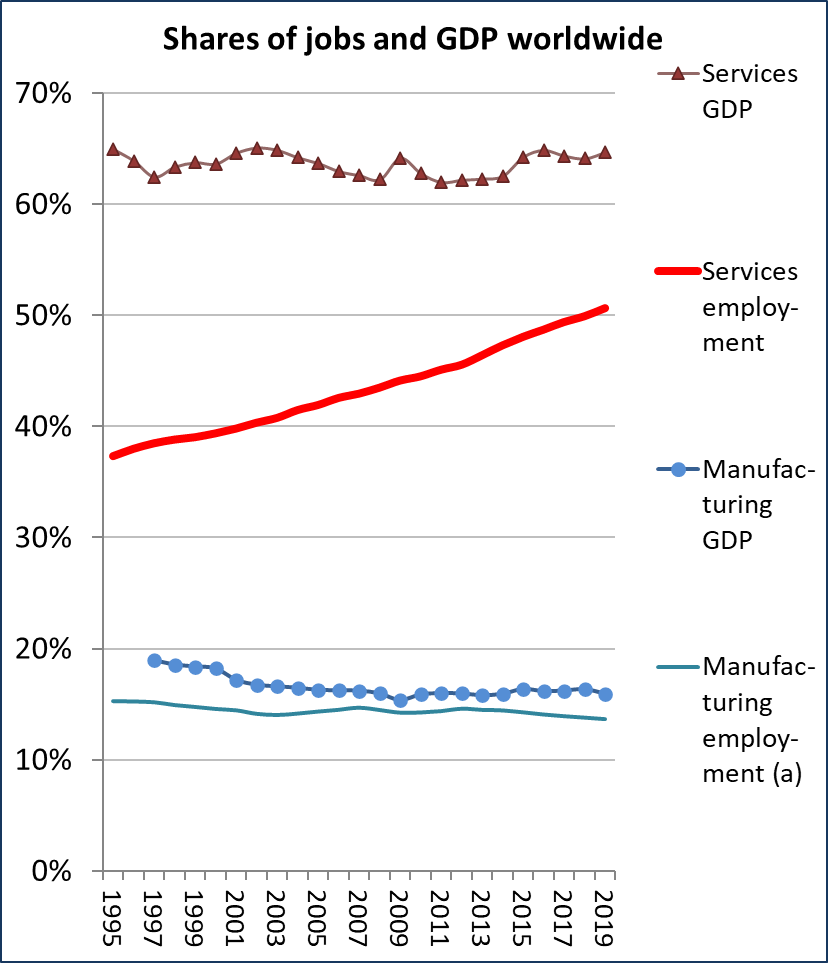 Shares of jobs and GDP worldwide
70%
60%
50%
40%
30%
20%
10%
0%
1995
1997
1999
2001
2003
2005
2007
2009
2011
2013
2015
2017
2019
Services
GDP
Services
employ-
ment
Manufac-
turing
GDP
Manufac-
turing
employ-
ment (a)